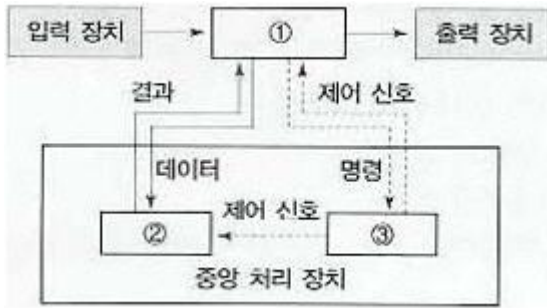 입력 장치 ① 출력 장치
결과 제어 신호
데이터 명령
제어 신호
② ③
중앙 처리 장치